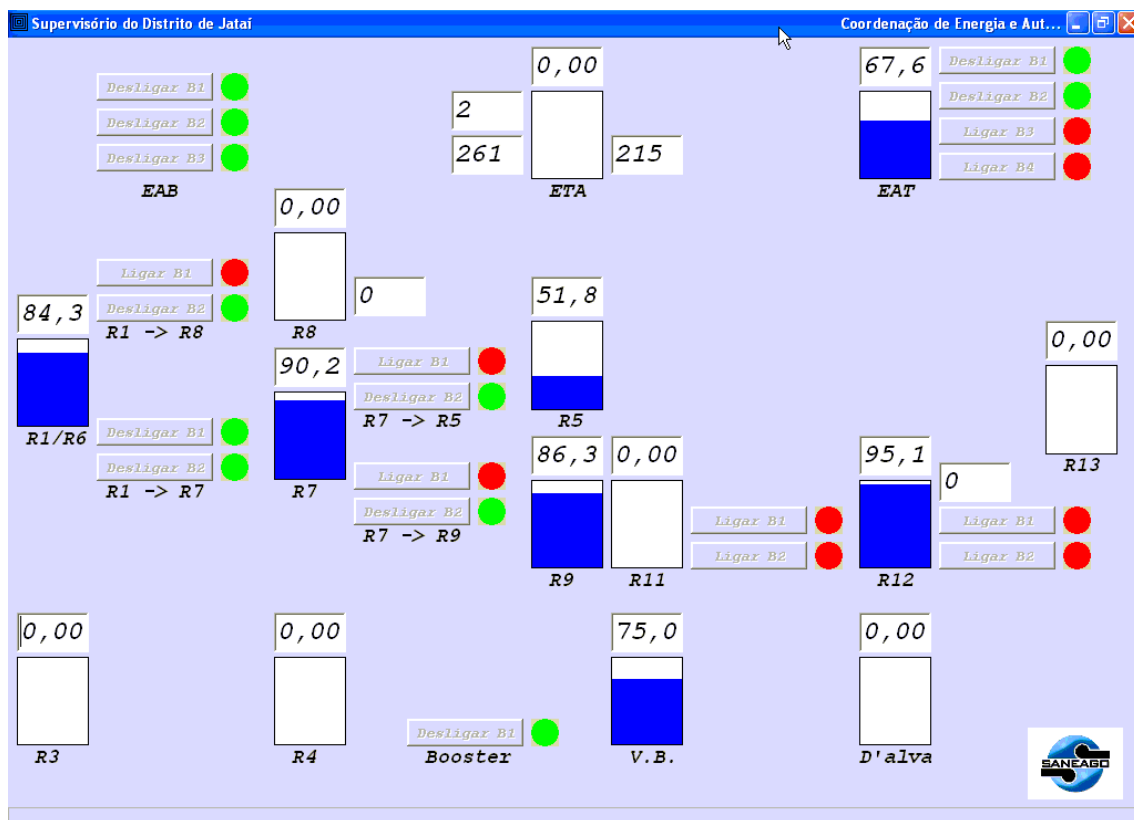 Supervisório do Distrito de Jataí
Coordenação de Energia e Aut...
Desligar B1
Desligar B2
Desligar B3
EAB
0,00
2
261
215
ETA
67,6
Desligar B1
Desligar B2
Ligar B3
Ligar B4
EAT
0,00
0
R8
84,3
R1/R6
Ligar B1
Desligar B2
R1 -> R8
Desligar B1
Desligar B2
R1 -> R7
90,2
R7
Ligar B1
Desligar B2
R7 -> R5
Ligar B1
Desligar B2
R7 -> R9
51,8
R5
0,00
R13
86,3
R9
0,00
R11
Ligar B1
Ligar B2
95,1
0
R12
Ligar B1
Ligar B2
0,00
R3
0,00
R4
Desligar B1
Booster
75,0
V.B.
0,00
D'alva
SANEAGO